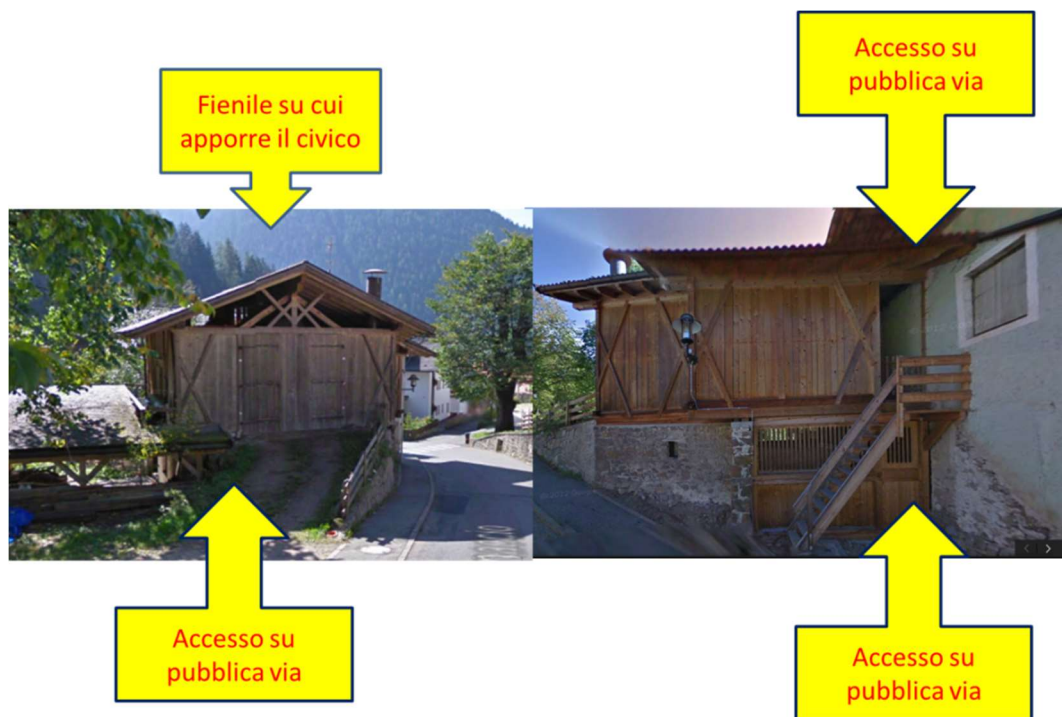 Fienile su cui
apporre il civico
Accesso su
pubblica via
Accesso su
pubblica via
Accesso su
pubblica via